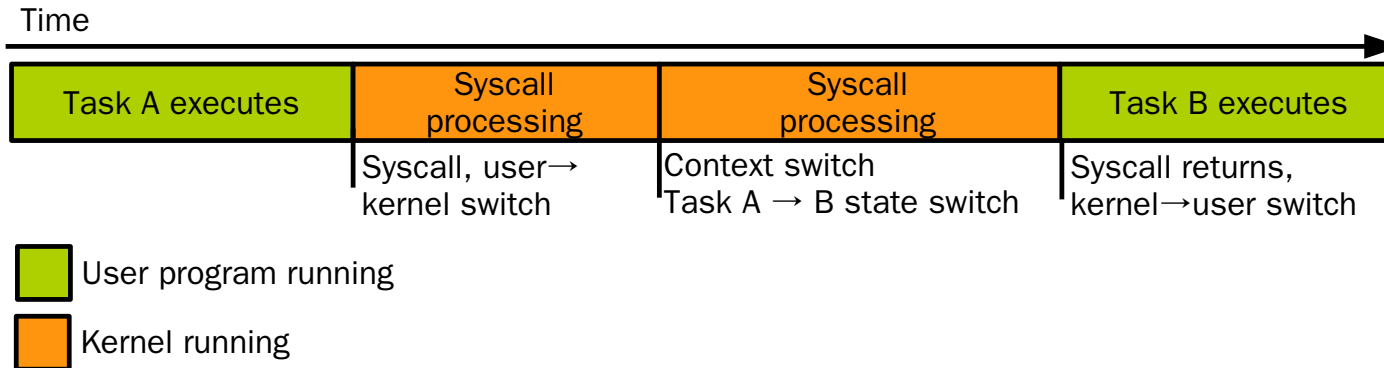 Time
Task A executes
Syscall
processing
Syscall
processing
Task B executes
Syscall, user→
kernel switch
Context switch
Task A → B state switch
Syscall returns,
kernel→user switch
User program running
Kernel running